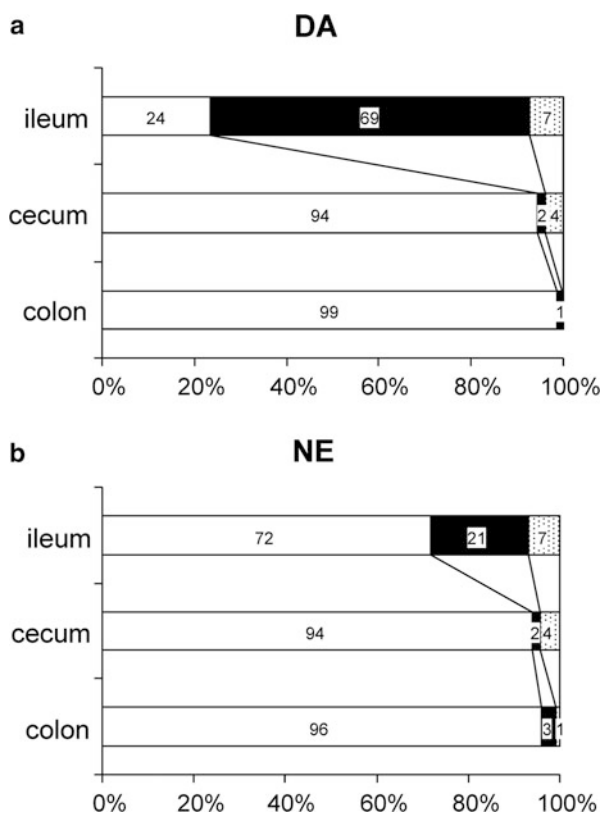 a DA
ileum 24 69 7
cecum 94 2 4
colon 99 1
0% 20% 40% 60% 80% 100%
b NE
ileum 72 21 7
cecum 94 2 4
colon 96 3 1
0% 20% 40% 60% 80% 100%